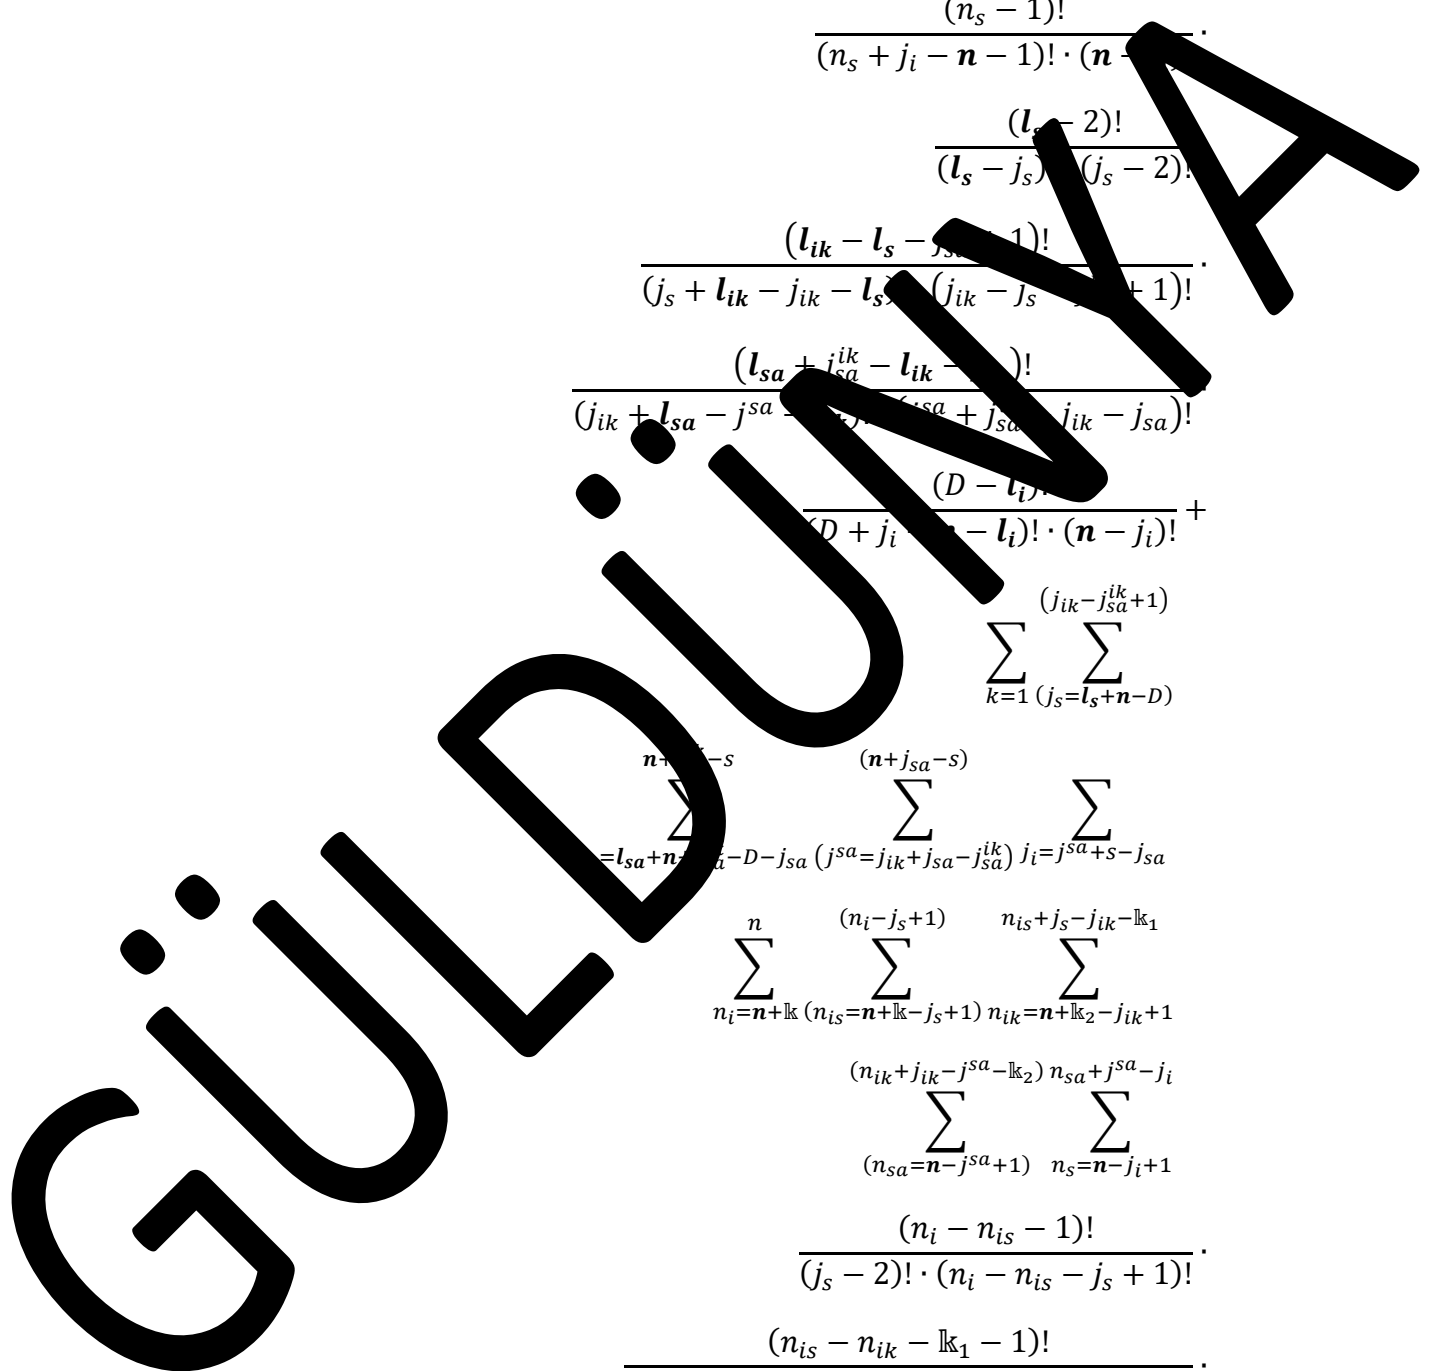 (n_s − 1)!
(n_s + j_i − n − 1)! · (n −
(l_s − 2)!
(l_s − j_s) (j_s − 2)!
(l_ik − l_s − 1)!
(j_s + l_ik − j_ik − l_s) (j_ik − j_s + 1)!
(l_sa + j_sa^ik − l_ik − )!
(j_ik + l_sa − j^sa − j_ik − j_sa)!
(D − l_i)!
(D + j_i − l_i)! · (n − j_i)! +
(j_ik−j_sa^ik+1)
∑ ∑
k=1 (j_s=l_s+n−D)
n+ −s (n+j_sa−s)
∑ ∑ ∑
=l_sa+n+ −D−j_sa (j^sa=j_ik+j_sa−j_sa^ik) j_i=j^sa+s−j_sa
n (n_i−j_s+1) n_is+j_s−j_ik−𝕜_1
∑ ∑ ∑
n_i=n+𝕜 (n_is=n+𝕜−j_s+1) n_ik=n+𝕜_2−j_ik+1
(n_ik+j_ik−j^sa−𝕜_2) n_sa+j^sa−j_i
∑ ∑
(n_sa=n−j^sa+1) n_s=n−j_i+1
(n_i − n_is − 1)!
(j_s − 2)! · (n_i − n_is − j_s + 1)! ·
(n_is − n_ik − 𝕜_1 − 1)!
GÜLDÜNYA